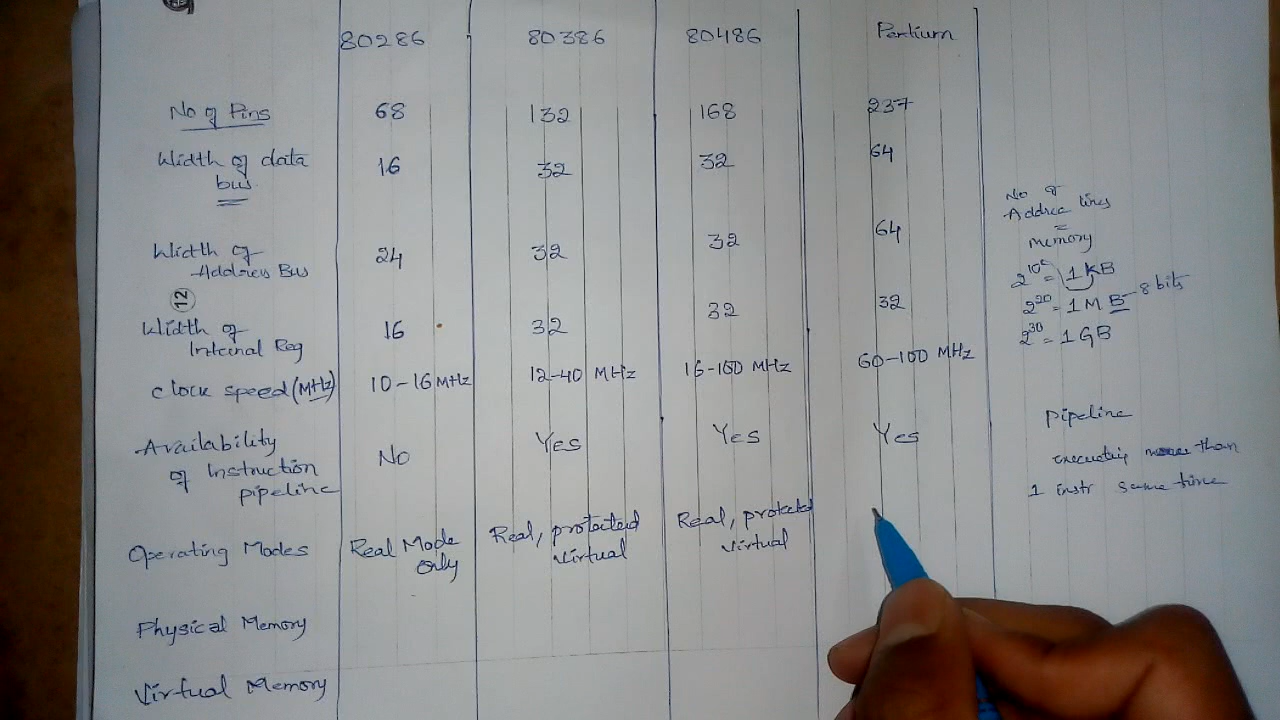 80286 80386 80486 Pentium
No of Pins 68 132 168 237
Width of data 16 32 32 64
bus
Width of 24 32 32 64
Address Bus
12
Width of 16 32 32 32
Internal Reg
Clock speed (MHz) 10-16 MHz 12-40 MHz 16-100 MHz 60-100 MHz
Availability No Yes Yes Yes
of Instruction
pipeline
Operating Modes Real Mode Real, protected Real, protected
only virtual virtual
Physical Memory
Virtual Memory
No of
Address lines
=
memory
2^10 = 1 KB
2^20 = 1 MB - 8 bits
2^30 = 1 GB
Pipeline
executing more than
1 instr same time